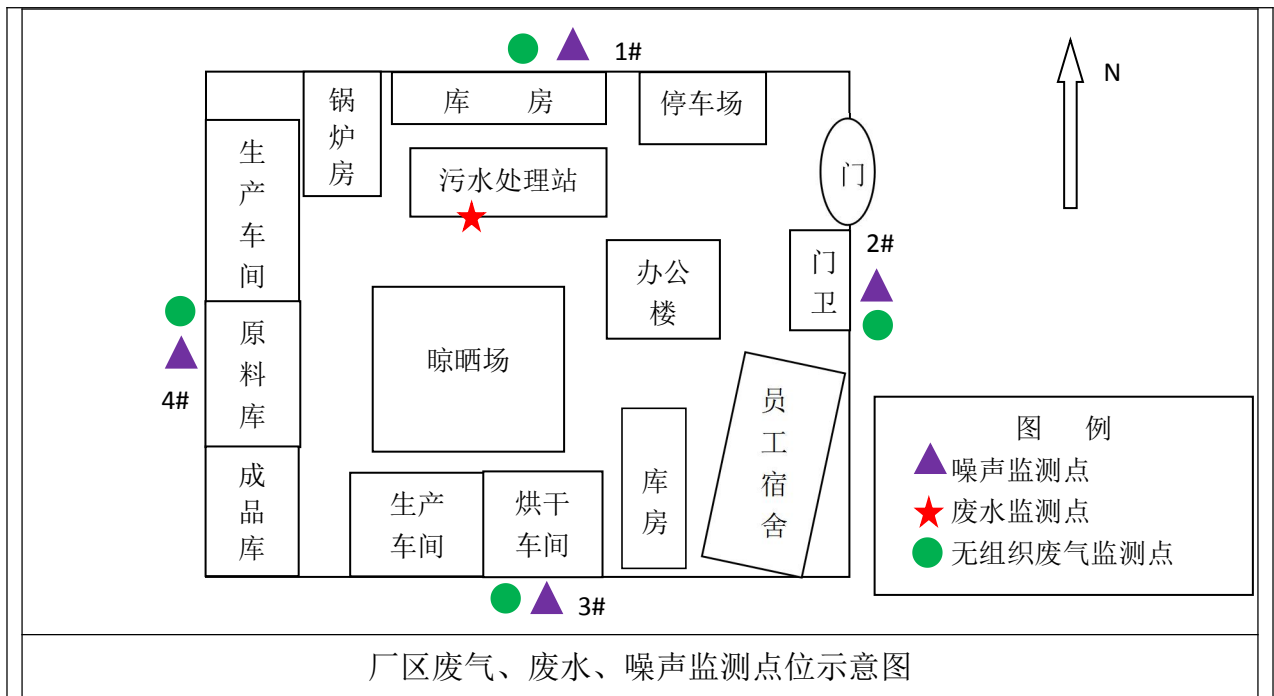 1#
N
锅炉房
库 房
停车场
生产车间
污水处理站
门
2#
办公楼
门卫
原料库
晾晒场
4#
员工宿舍
图 例
噪声监测点
废水监测点
无组织废气监测点
成品库
生产
车间
烘干
车间
库房
3#
厂区废气、废水、噪声监测点位示意图